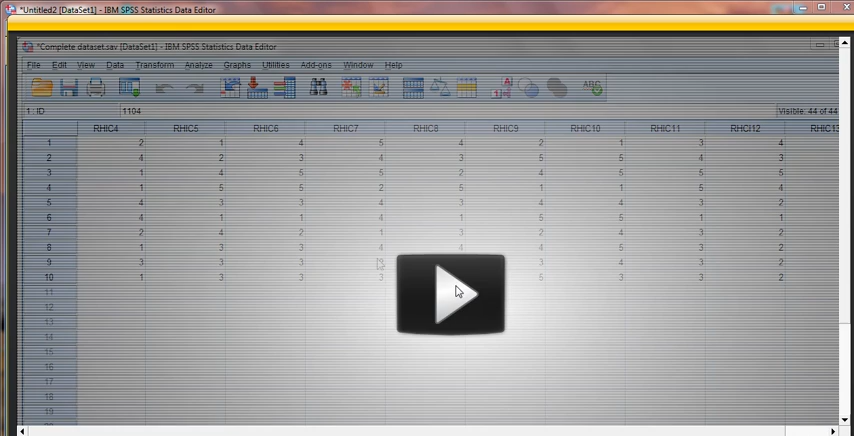 *Untitled2 [DataSet1] - IBM SPSS Statistics Data Editor
*Complete dataset.sav [DataSet1] - IBM SPSS Statistics Data Editor
File Edit View Data Transform Analyze Graphs Utilities Add-ons Window Help
1 : ID 1104 Visible: 44 of 44
RHIC4 RHIC5 RHIC6 RHIC7 RHIC8 RHIC9 RHIC10 RHIC11 RHCI12 RHIC13
1 2 1 4 5 4 2 1 3 4
2 4 2 3 4 3 5 5 4 3
3 1 4 5 5 2 4 5 5 5
4 1 5 5 2 5 1 1 5 4
5 4 4 3 4 3 4 4 3 2
6 4 1 1 4 1 5 5 1 1
7 2 4 2 1 3 2 4 3 2
8 1 3 3 4 4 4 5 3 2
9 3 3 3 3 4 3 2
10 1 3 3 3 5 3 3 2
11
12
13
14
15
16
17
18
19